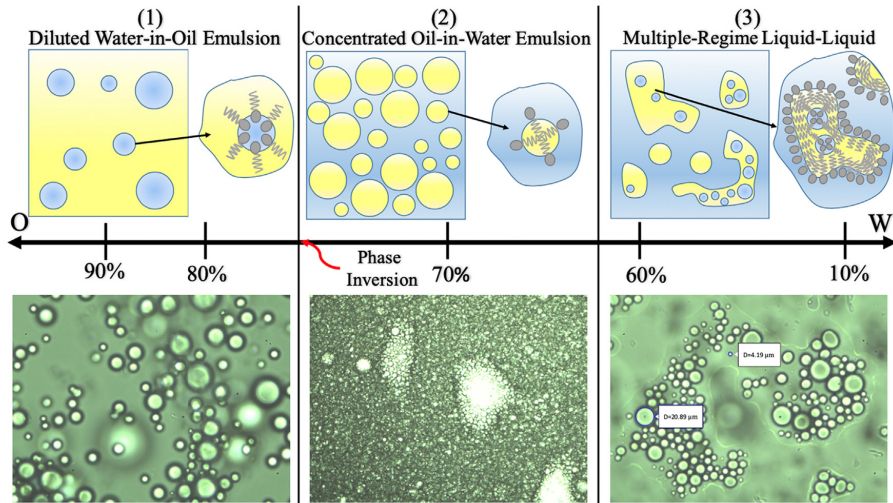 (1)
Diluted Water-in-Oil Emulsion
(2)
Concentrated Oil-in-Water Emulsion
(3)
Multiple-Regime Liquid-Liquid
O
W
90%
80%
Phase
Inversion
70%
60%
10%
D=4.19 µm
D=20.89 µm